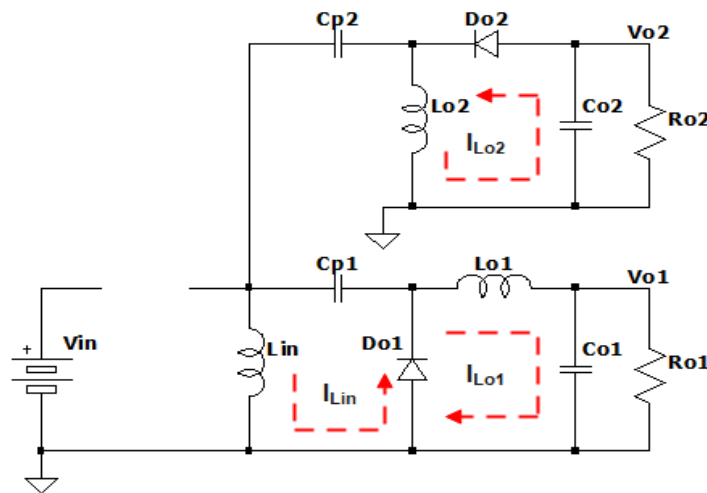 Cp2
Do2
Vo2
Lo2
Co2
Ro2
ILo2
Cp1
Lo1
Vo1
+
Vin
Lin
Do1
Co1
Ro1
ILin
ILo1